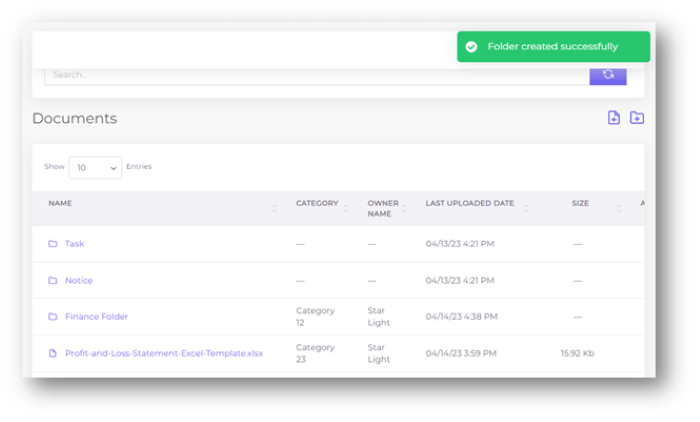 Folder created successfully
Search..
Documents
Show 10 Entries
NAME CATEGORY OWNER NAME LAST UPLOADED DATE SIZE A
Task — — 04/13/23 4:21 PM —
Notice — — 04/13/23 4:21 PM —
Finance Folder Category 12 Star Light 04/14/23 4:38 PM —
Profit-and-Loss-Statement-Excel-Template.xlsx Category 23 Star Light 04/14/23 3:59 PM 15.92 Kb